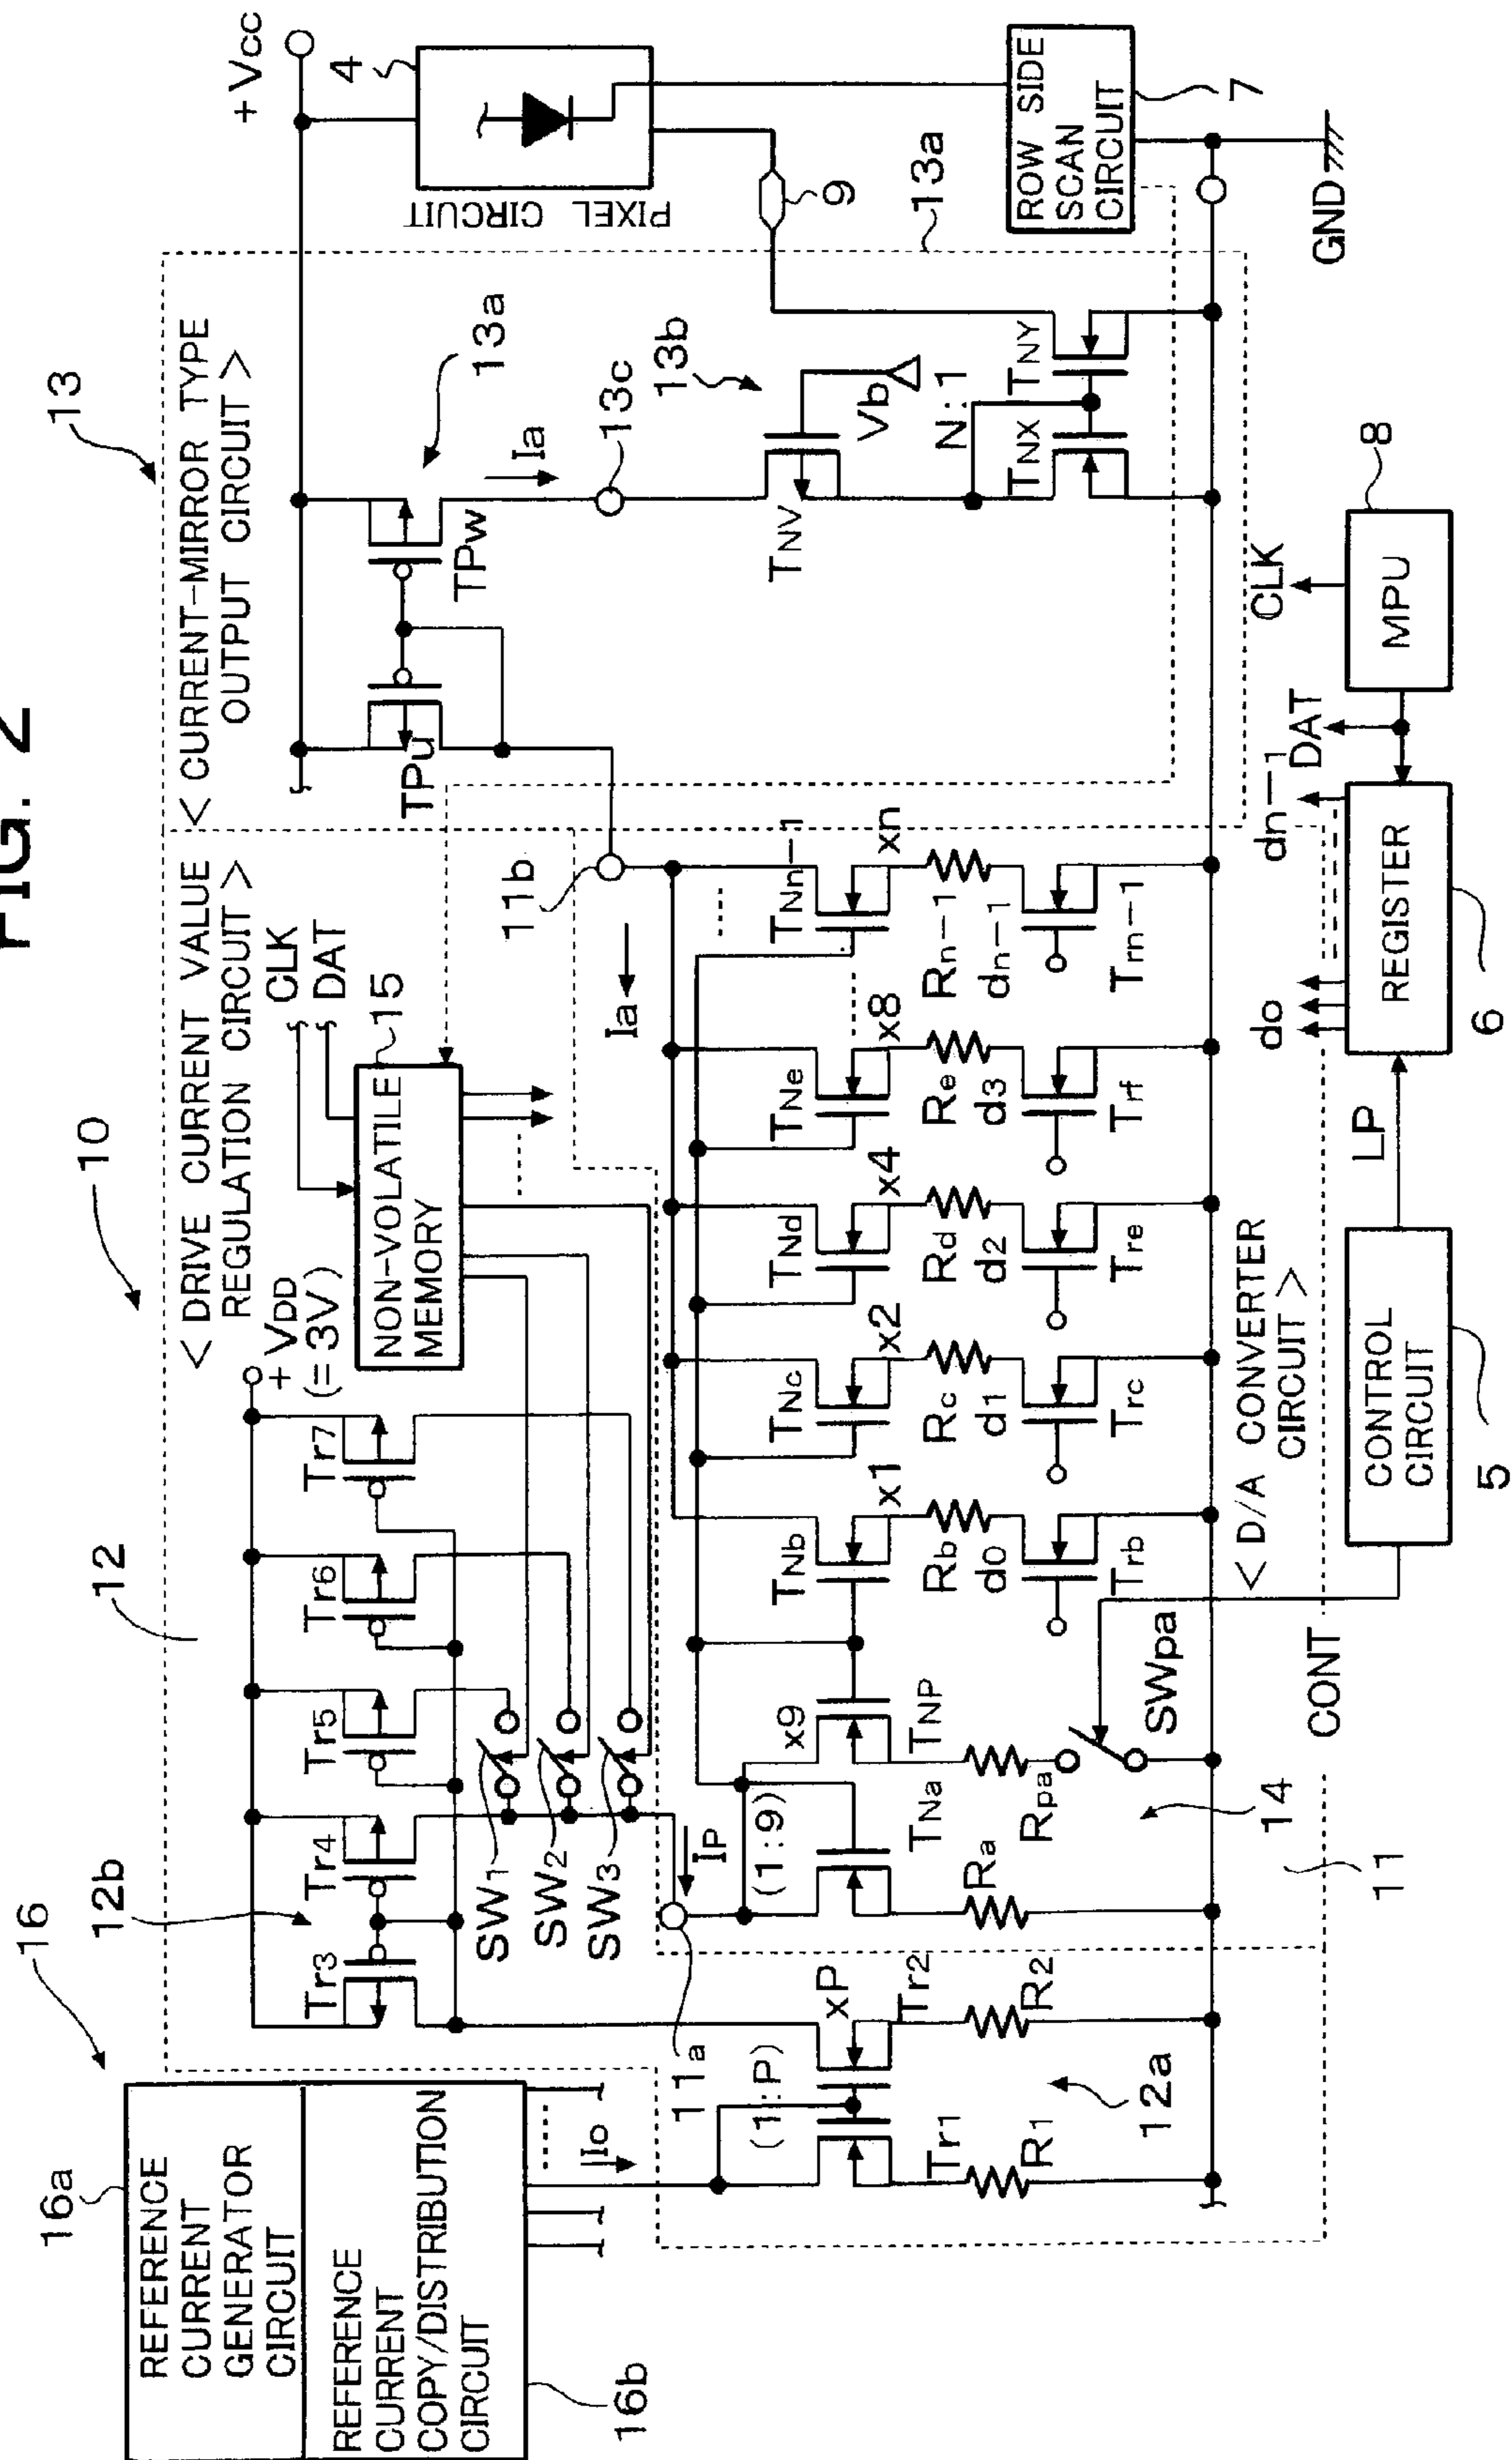 FIG. 2
10
13
16
12
16a
REFERENCE
CURRENT
GENERATOR
CIRCUIT
REFERENCE
CURRENT
COPY/DISTRIBUTION
CIRCUIT
16b
Io
12b
Tr3
Tr4
Tr5
Tr6
Tr7
+VDD
(=3V)
< DRIVE CURRENT VALUE
REGULATION CIRCUIT >
CLK
DAT
15
NON-VOLATILE
MEMORY
SW1
SW2
SW3
< CURRENT-MIRROR TYPE
OUTPUT CIRCUIT >
TPu
TPw
13a
Ia
13c
13b
TNV
Vb
N:1
TNX
TNY
+Vcc
4
PIXEL CIRCUIT
9
13a
ROW SIDE
SCAN
CIRCUIT
7
GND
11a
IP
11b
Ia
(1:P)
xP
Tr1
Tr2
R1
R2
12a
(1:9)
x9
TNa
TNP
Ra
Rpa
SWpa
14
11
TNb
x1
Rb
d0
Trb
TNc
x2
Rc
d1
Trc
TNd
x4
Rd
d2
Tre
TNe
x8
Re
d3
Trf
TNn-1
xn
Rn-1
dn-1
Trn-1
< D/A CONVERTER
CIRCUIT >
CONT
CONTROL
CIRCUIT
5
LP
do
dn-1
REGISTER
6
DAT
CLK
MPU
8